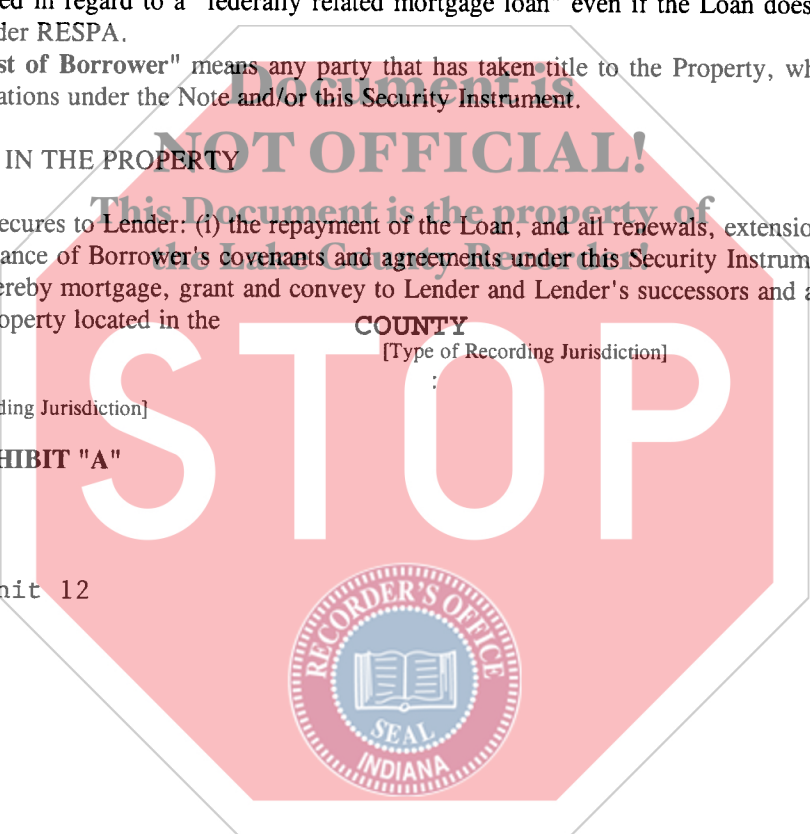 ed in regard to a "federally related mortgage loan" even if the Loan does
der RESPA.
st of Borrower" means any party that has taken title to the Property, wh
ations under the Note and/or this Security Instrument.
Document is
NOT OFFICIAL!
IN THE PROPERTY
This Document is the property of
the Lake County Recorder!
ecures to Lender: (i) the repayment of the Loan, and all renewals, extensio
ance of Borrower's covenants and agreements under this Security Instrum
ereby mortgage, grant and convey to Lender and Lender's successors and a
operty located in the COUNTY
[Type of Recording Jurisdiction]
:
ding Jurisdiction]
HIBIT "A"
STOP
nit 12
RECORDER'S OFFICE
SEAL
INDIANA